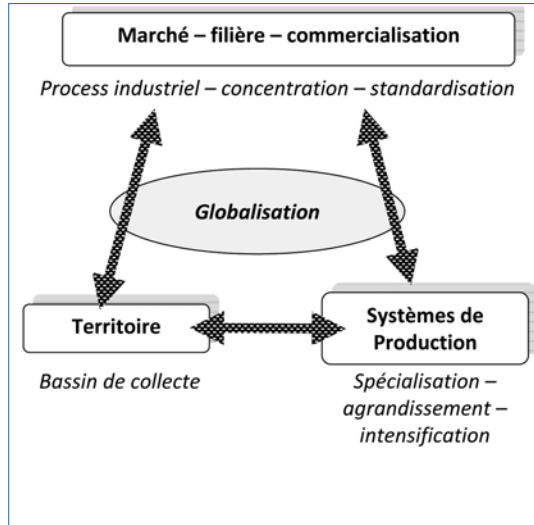 Marché – filière – commercialisation
Process industriel – concentration – standardisation
Globalisation
Territoire
Bassin de collecte
Systèmes de
Production
Spécialisation –
agrandissement –
intensification